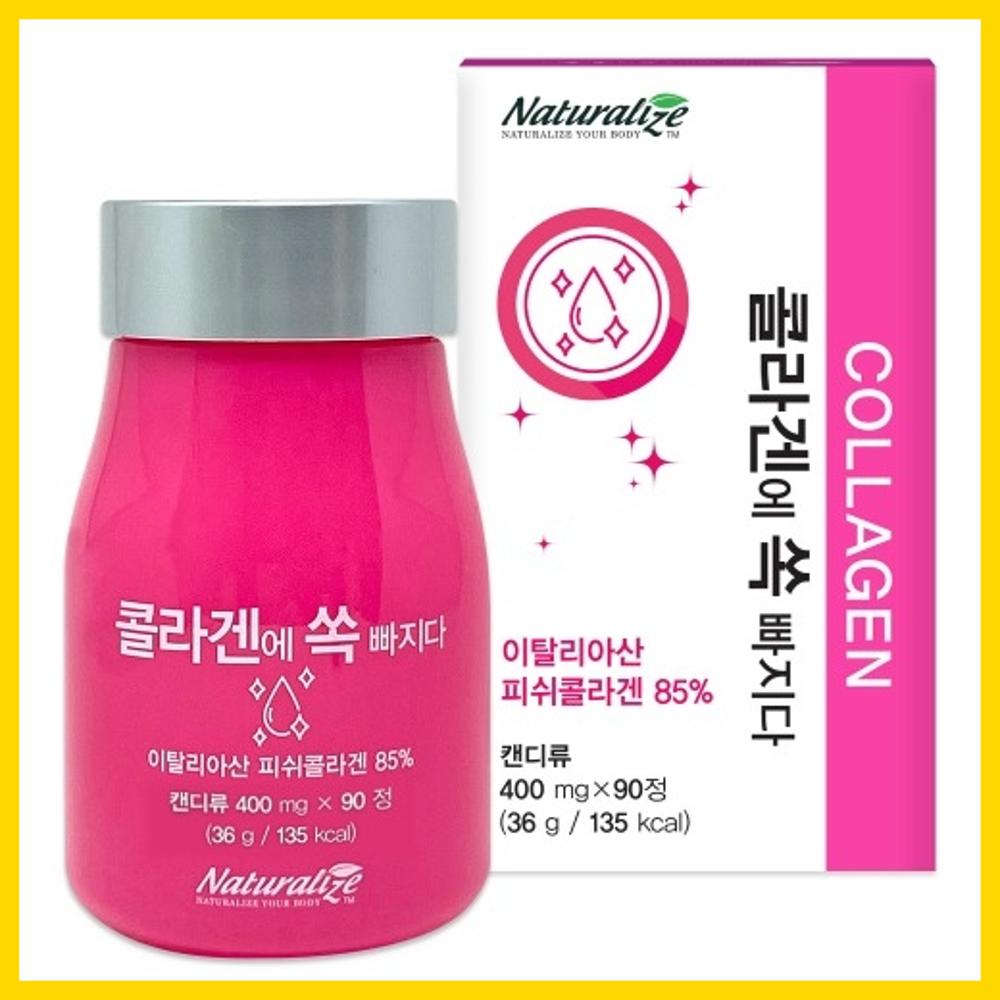 Naturalize
NATURALIZE YOUR BODY TM
콜라겐에 쏙 빠지다
COLLAGEN
이탈리아산
피쉬콜라겐 85%
캔디류
400 mg×90정
(36 g / 135 kcal)
콜라겐에 쏙 빠지다
이탈리아산 피쉬콜라겐 85%
캔디류 400 mg × 90 정
(36 g / 135 kcal)
Naturalize
NATURALIZE YOUR BODY TM